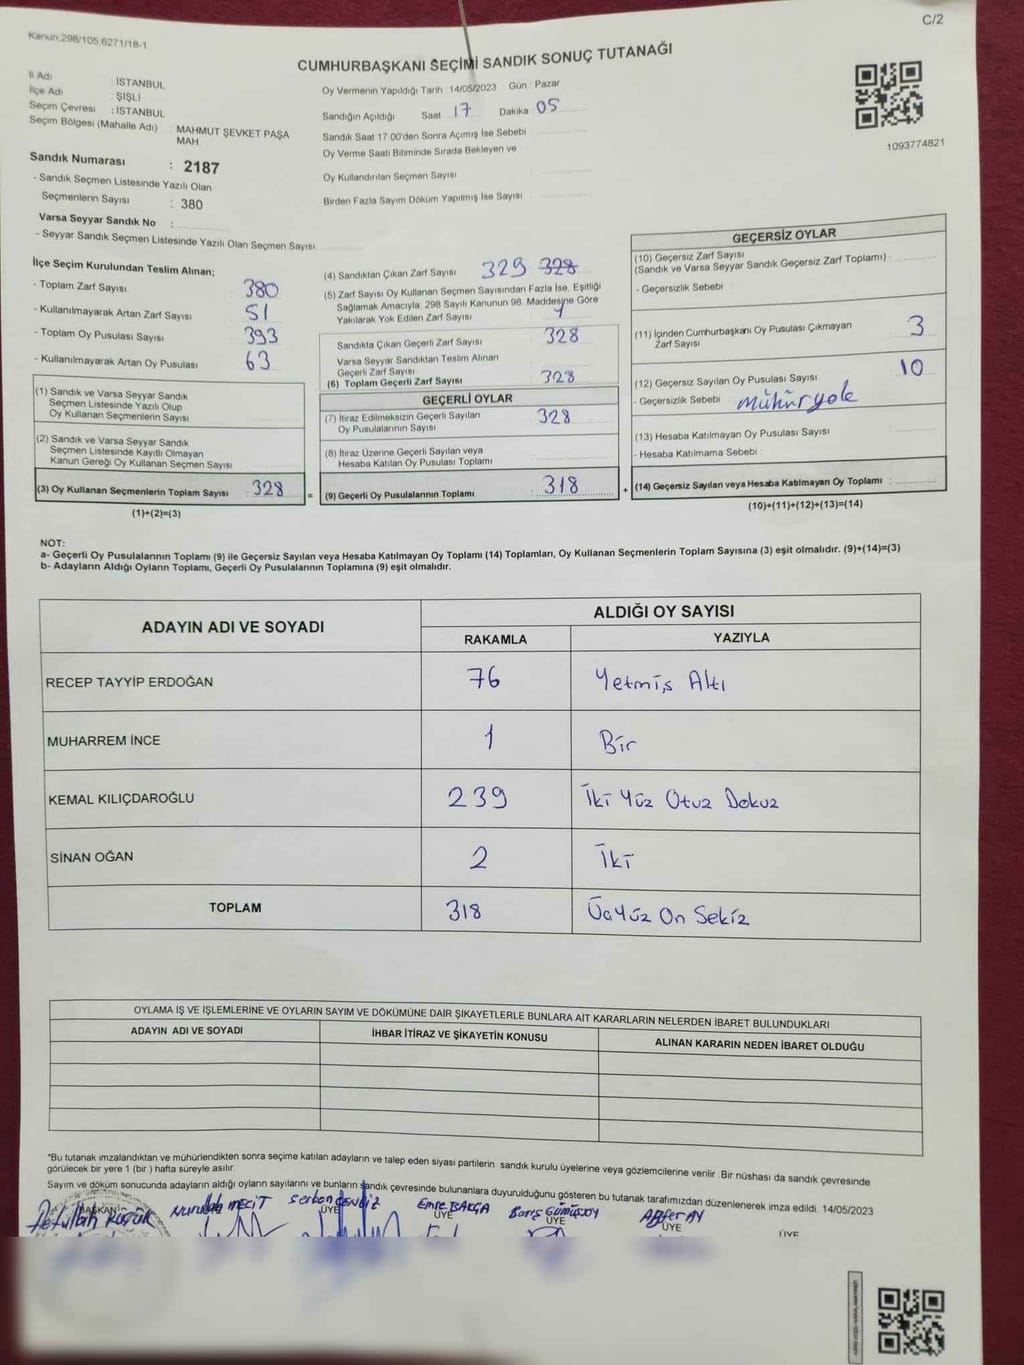 C/2
Kanun:298/105,6271/18-1
CUMHURBAŞKANI SEÇİMİ SANDIK SONUÇ TUTANAĞI
İl Adı : İSTANBUL
İlçe Adı : ŞİŞLİ
Seçim Çevresi : İSTANBUL
Seçim Bölgesi (Mahalle Adı) : MAHMUT ŞEVKET PAŞA
MAH
Sandık Numarası : 2187
- Sandık Seçmen Listesinde Yazılı Olan
Seçmenlerin Sayısı : 380
Varsa Seyyar Sandık No :
- Seyyar Sandık Seçmen Listesinde Yazılı Olan Seçmen Sayısı:
Oy Vermenin Yapıldığı Tarih 14/05/2023 Gün : Pazar
Sandığın Açıldığı Saat 17 Dakika 05
Sandık Saat 17:00'den Sonra Açımış İse Sebebi
Oy Verme Saati Bitiminde Sırada Bekleyen ve
Oy Kullandırılan Seçmen Sayısı :
Birden Fazla Sayım Döküm Yapılmış İse Sayısı :
1093774821
İlçe Seçim Kurulundan Teslim Alınan;
- Toplam Zarf Sayısı : 380
- Kullanılmayarak Artan Zarf Sayısı : 51
- Toplam Oy Pusulası Sayısı : 393
- Kullanılmayarak Artan Oy Pusulası : 63
(1) Sandık ve Varsa Seyyar Sandık
Seçmen Listesinde Yazılı Olup
Oy Kullanan Seçmenlerin Sayısı :
(2) Sandık ve Varsa Seyyar Sandık
Seçmen Listesinde Kayıtlı Olmayan
Kanun Gereği Oy Kullanan Seçmen Sayısı :
(3) Oy Kullanan Seçmenlerin Toplam Sayısı : 328
(1)+(2)=(3)
=
(4) Sandıktan Çıkan Zarf Sayısı : 329 328
(5) Zarf Sayısı Oy Kullanan Seçmen Sayısından Fazla İse, Eşitliği
Sağlamak Amacıyla; 298 Sayılı Kanunun 98. Maddesine Göre
Yakılarak Yok Edilen Zarf Sayısı : 1
Sandıkta Çıkan Geçerli Zarf Sayısı : 328
Varsa Seyyar Sandıktan Teslim Alınan
Geçerli Zarf Sayısı :
(6) Toplam Geçerli Zarf Sayısı : 328
GEÇERLİ OYLAR
(7) İtiraz Edilmeksizin Geçerli Sayılan
Oy Pusulalarının Sayısı : 328
(8) İtiraz Üzerine Geçerli Sayılan veya
Hesaba Katılan Oy Pusulası Toplamı :
(9) Geçerli Oy Pusulalarının Toplamı : 318
+
GEÇERSİZ OYLAR
(10) Geçersiz Zarf Sayısı
(Sandık ve Varsa Seyyar Sandık Geçersiz Zarf Toplamı) :
- Geçersizlik Sebebi :
(11) İçinden Cumhurbaşkanı Oy Pusulası Çıkmayan
Zarf Sayısı : 3
(12) Geçersiz Sayılan Oy Pusulası Sayısı : 10
- Geçersizlik Sebebi : mühür yok
(13) Hesaba Katılmayan Oy Pusulası Sayısı :
- Hesaba Katılmama Sebebi :
(14) Geçersiz Sayılan veya Hesaba Katılmayan Oy Toplamı :
(10)+(11)+(12)+(13)=(14)
NOT:
a- Geçerli Oy Pusulalarının Toplamı (9) ile Geçersiz Sayılan veya Hesaba Katılmayan Oy Toplamı (14) Toplamları, Oy Kullanan Seçmenlerin Toplam Sayısına (3) eşit olmalıdır. (9)+(14)=(3)
b- Adayların Aldığı Oyların Toplamı, Geçerli Oy Pusulalarının Toplamına (9) eşit olmalıdır.
ADAYIN ADI VE SOYADI
ALDIĞI OY SAYISI
RAKAMLA YAZIYLA
RECEP TAYYİP ERDOĞAN 76 Yetmiş Altı
MUHARREM İNCE 1 Bir
KEMAL KILIÇDAROĞLU 239 İki Yüz Otuz Dokuz
SİNAN OĞAN 2 İki
TOPLAM 318 Üç Yüz On Sekiz
OYLAMA İŞ VE İŞLEMLERİNE VE OYLARIN SAYIM VE DÖKÜMÜNE DAİR ŞİKAYETLERLE BUNLARA AİT KARARLARIN NELERDEN İBARET BULUNDUKLARI
ADAYIN ADI VE SOYADI İHBAR İTİRAZ VE ŞİKAYETİN KONUSU ALINAN KARARIN NEDEN İBARET OLDUĞU
*Bu tutanak imzalandıktan ve mühürlendikten sonra seçime katılan adayların ve talep eden siyasi partilerin sandık kurulu üyelerine veya gözlemcilerine verilir .Bir nüshası da sandık çevresinde
görülecek bir yere 1 (bir ) hafta süreyle asılır.
Sayım ve döküm sonucunda adayların aldığı oyların sayılarını ve bunların sandık çevresinde bulunanlara duyurulduğunu gösteren bu tutanak tarafımızdan düzenlenerek imza edildi. 14/05/2023
BAŞKAN ÜYE ÜYE ÜYE ÜYE ÜYE